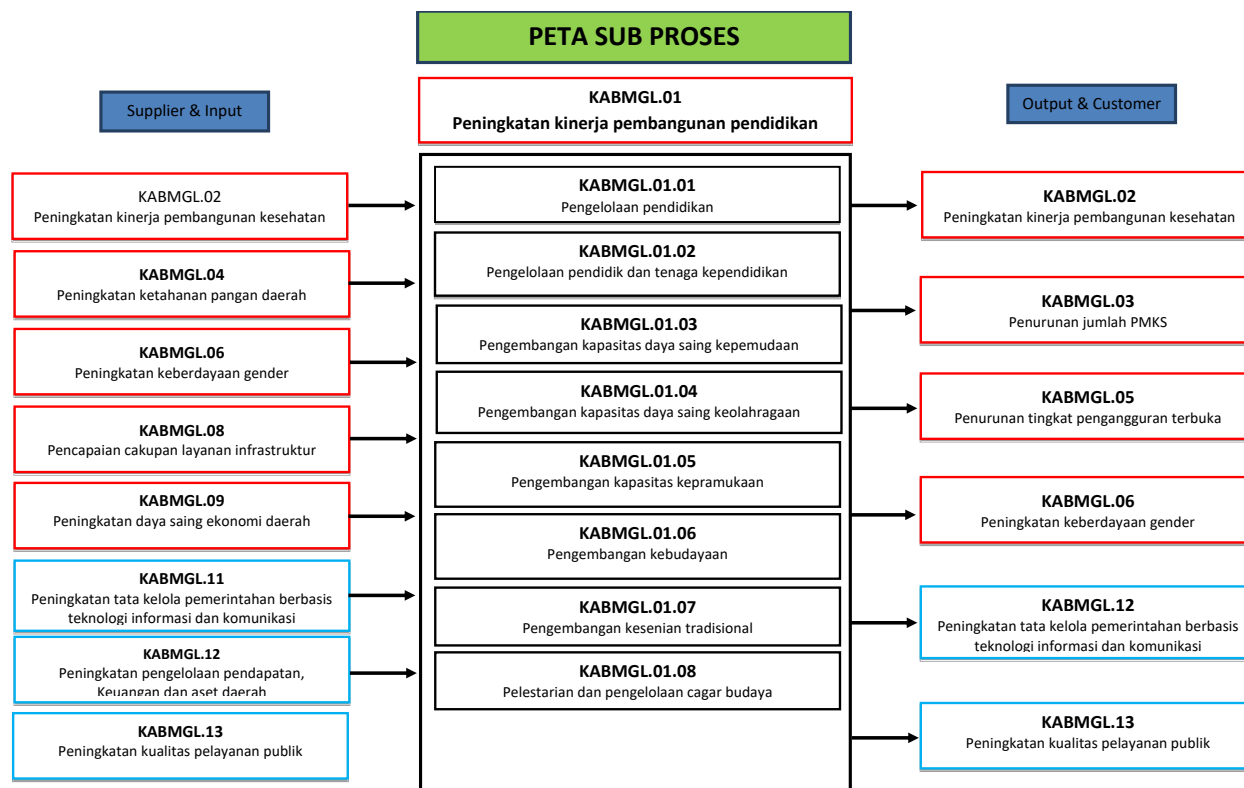 PETA SUB PROSES
Supplier & Input
KABMGL.01
Peningkatan kinerja pembangunan pendidikan
Output & Customer
KABMGL.02
Peningkatan kinerja pembangunan kesehatan
KABMGL.04
Peningkatan ketahanan pangan daerah
KABMGL.06
Peningkatan keberdayaan gender
KABMGL.08
Pencapaian cakupan layanan infrastruktur
KABMGL.09
Peningkatan daya saing ekonomi daerah
KABMGL.11
Peningkatan tata kelola pemerintahan berbasis
teknologi informasi dan komunikasi
KABMGL.12
Peningkatan pengelolaan pendapatan,
Keuangan dan aset daerah
KABMGL.13
Peningkatan kualitas pelayanan publik
KABMGL.01.01
Pengelolaan pendidikan
KABMGL.01.02
Pengelolaan pendidik dan tenaga kependidikan
KABMGL.01.03
Pengembangan kapasitas daya saing kepemudaan
KABMGL.01.04
Pengembangan kapasitas daya saing keolahragaan
KABMGL.01.05
Pengembangan kapasitas kepramukaan
KABMGL.01.06
Pengembangan kebudayaan
KABMGL.01.07
Pengembangan kesenian tradisional
KABMGL.01.08
Pelestarian dan pengelolaan cagar budaya
KABMGL.02
Peningkatan kinerja pembangunan kesehatan
KABMGL.03
Penurunan jumlah PMKS
KABMGL.05
Penurunan tingkat pengangguran terbuka
KABMGL.06
Peningkatan keberdayaan gender
KABMGL.12
Peningkatan tata kelola pemerintahan berbasis
teknologi informasi dan komunikasi
KABMGL.13
Peningkatan kualitas pelayanan publik